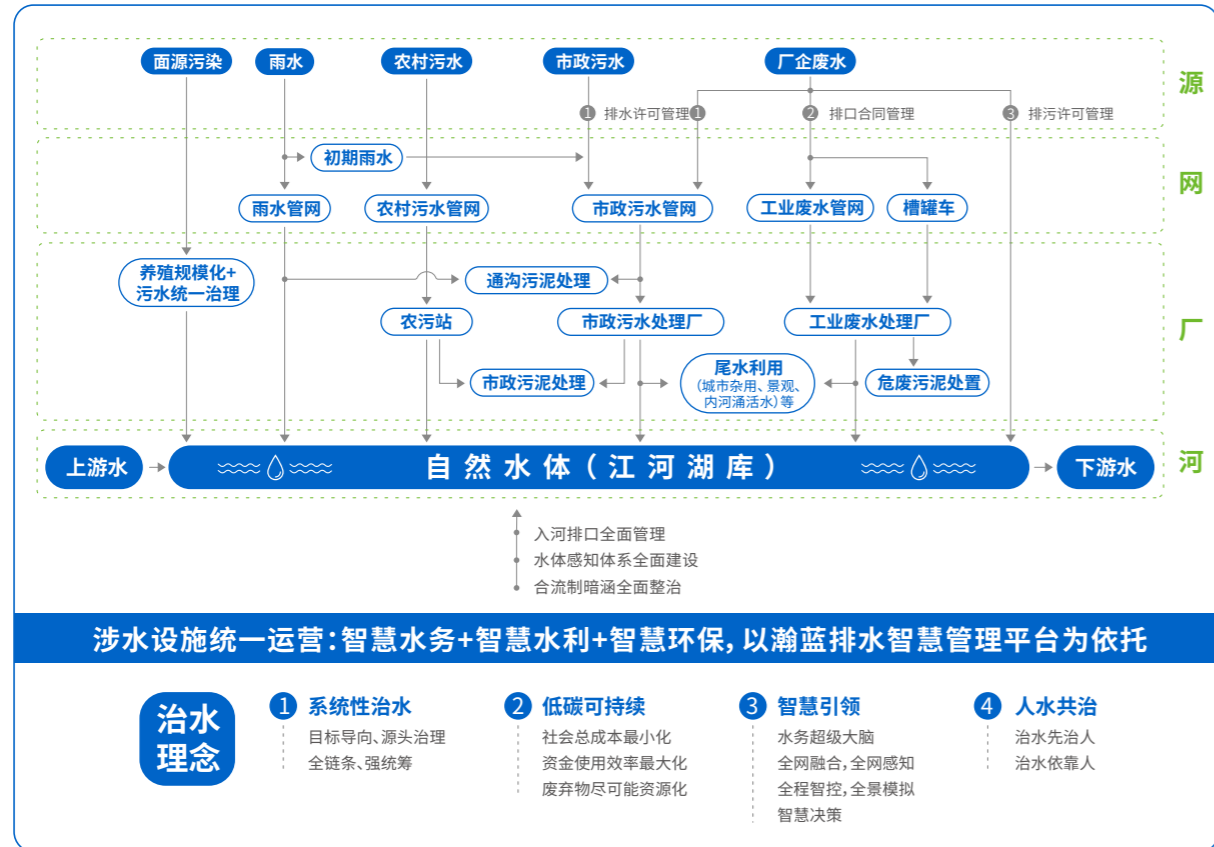 面源污染
雨水
农村污水
市政污水
厂企废水
源
1 排水许可管理 1
2 排口合同管理
3 排污许可管理
初期雨水
网
雨水管网
农村污水管网
市政污水管网
工业废水管网
槽罐车
养殖规模化+
污水统一治理
通沟污泥处理
农污站
市政污水处理厂
工业废水处理厂
厂
市政污泥处理
尾水利用
(城市杂用、景观、
内河涌活水)等
危废污泥处置
上游水
自然水体(江河湖库)
下游水
河
入河排口全面管理
水体感知体系全面建设
合流制暗涵全面整治
涉水设施统一运营:智慧水务+智慧水利+智慧环保,以瀚蓝排水智慧管理平台为依托
治水
理念
1 系统性治水
目标导向、源头治理
全链条、强统筹
2 低碳可持续
社会总成本最小化
资金使用效率最大化
废弃物尽可能资源化
3 智慧引领
水务超级大脑
全网融合,全网感知
全程智控,全景模拟
智慧决策
4 人水共治
治水先治人
治水依靠人